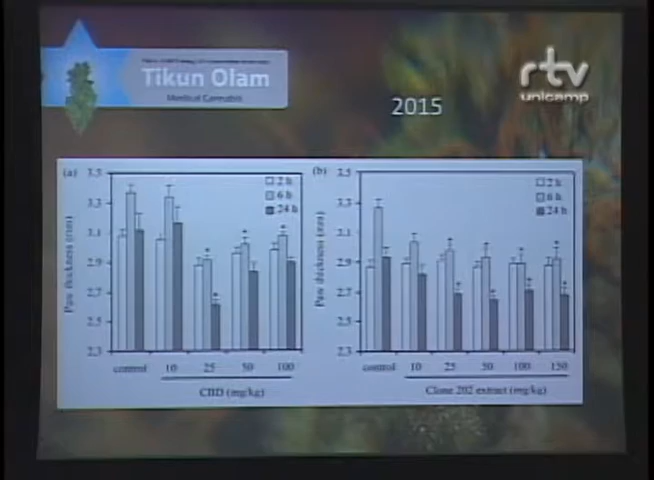 Tikun Olam
Medical Cannabis
rtv
unicamp
2015
(a)
3.5
3.3
3.1
2.9
2.7
2.5
2.3
Paw thickness (mm)
2 h
6 h
24 h
control 10 25 50 100
CBD (mg/kg)
(b)
3.5
3.3
3.1
2.9
2.7
2.5
2.3
Paw thickness (mm)
2 h
6 h
24 h
control 10 25 50 100 150
Clone 202 extract (mg/kg)